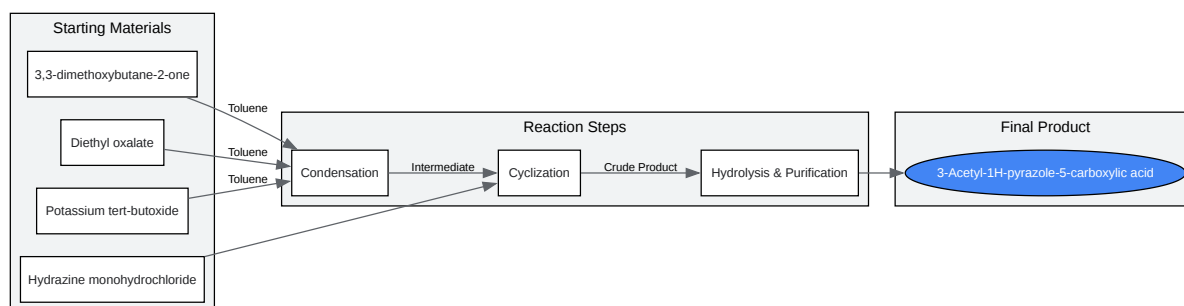 Starting Materials
3,3-dimethoxybutane-2-one
Diethyl oxalate
Potassium tert-butoxide
Hydrazine monohydrochloride
Toluene
Toluene
Toluene
Reaction Steps
Condensation
Intermediate
Cyclization
Crude Product
Hydrolysis & Purification
Final Product
3-Acetyl-1H-pyrazole-5-carboxylic acid